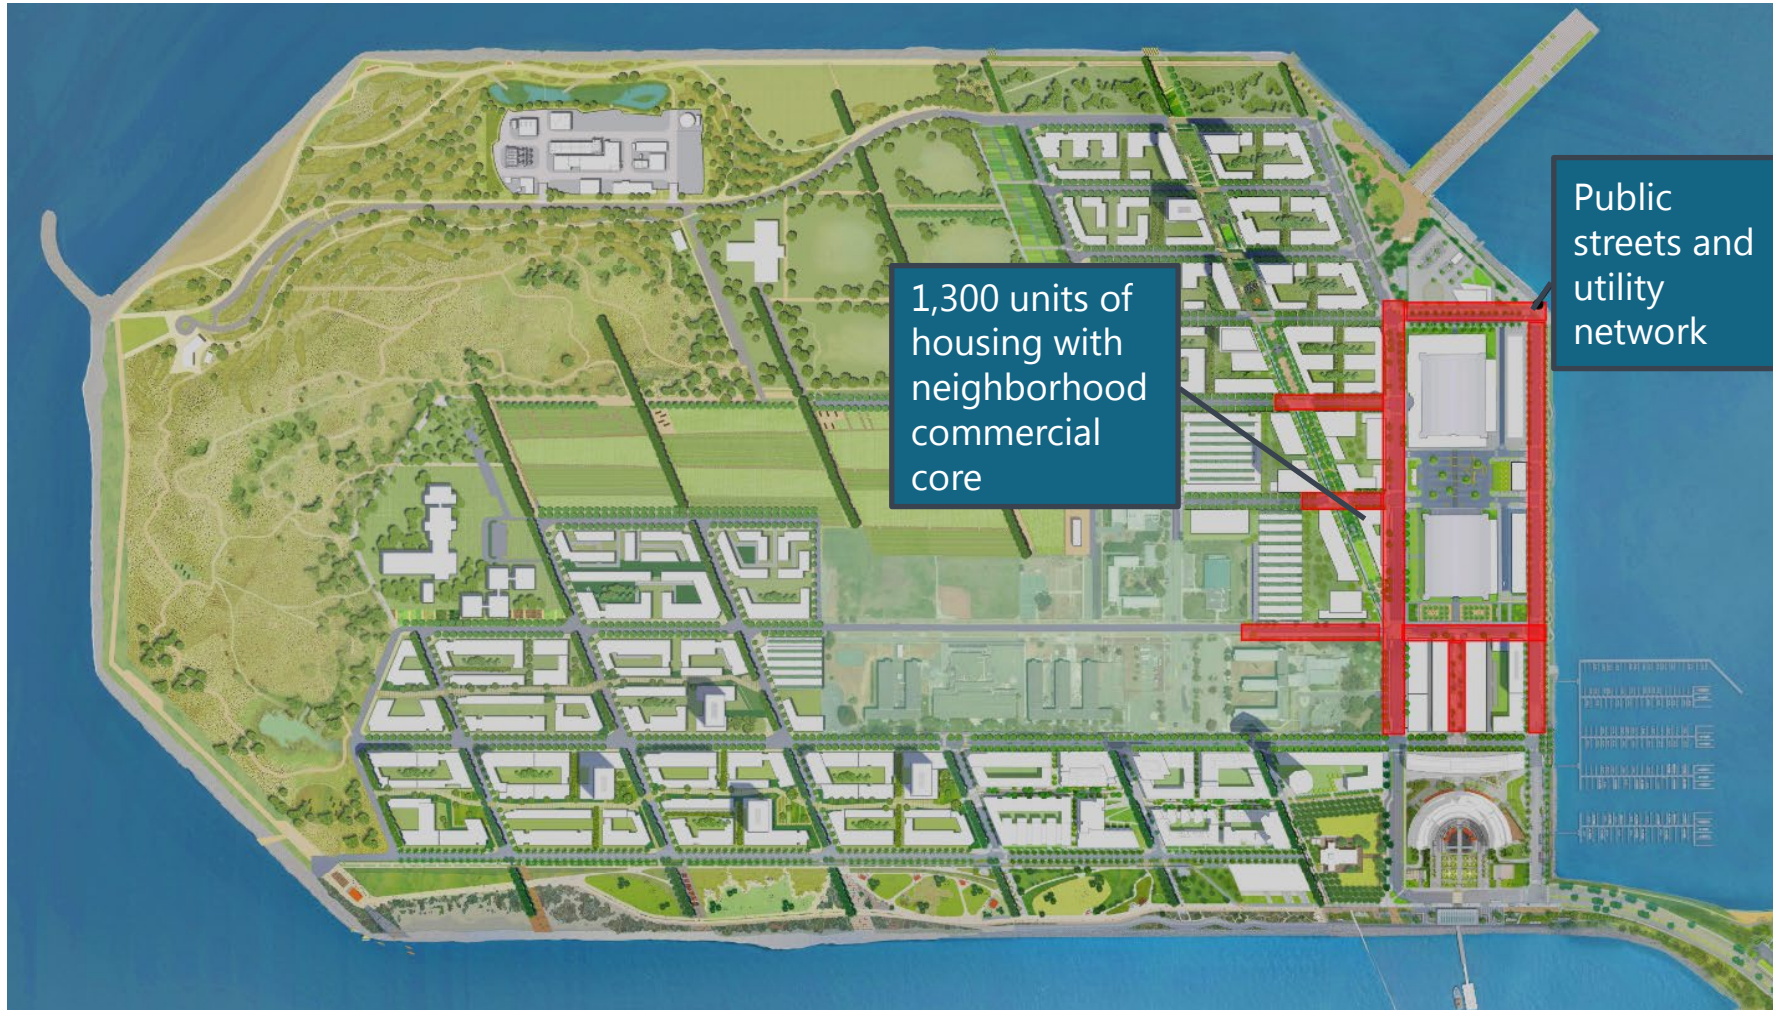 Public
streets and
utility
network
1,300 units of
housing with
neighborhood
commercial
core